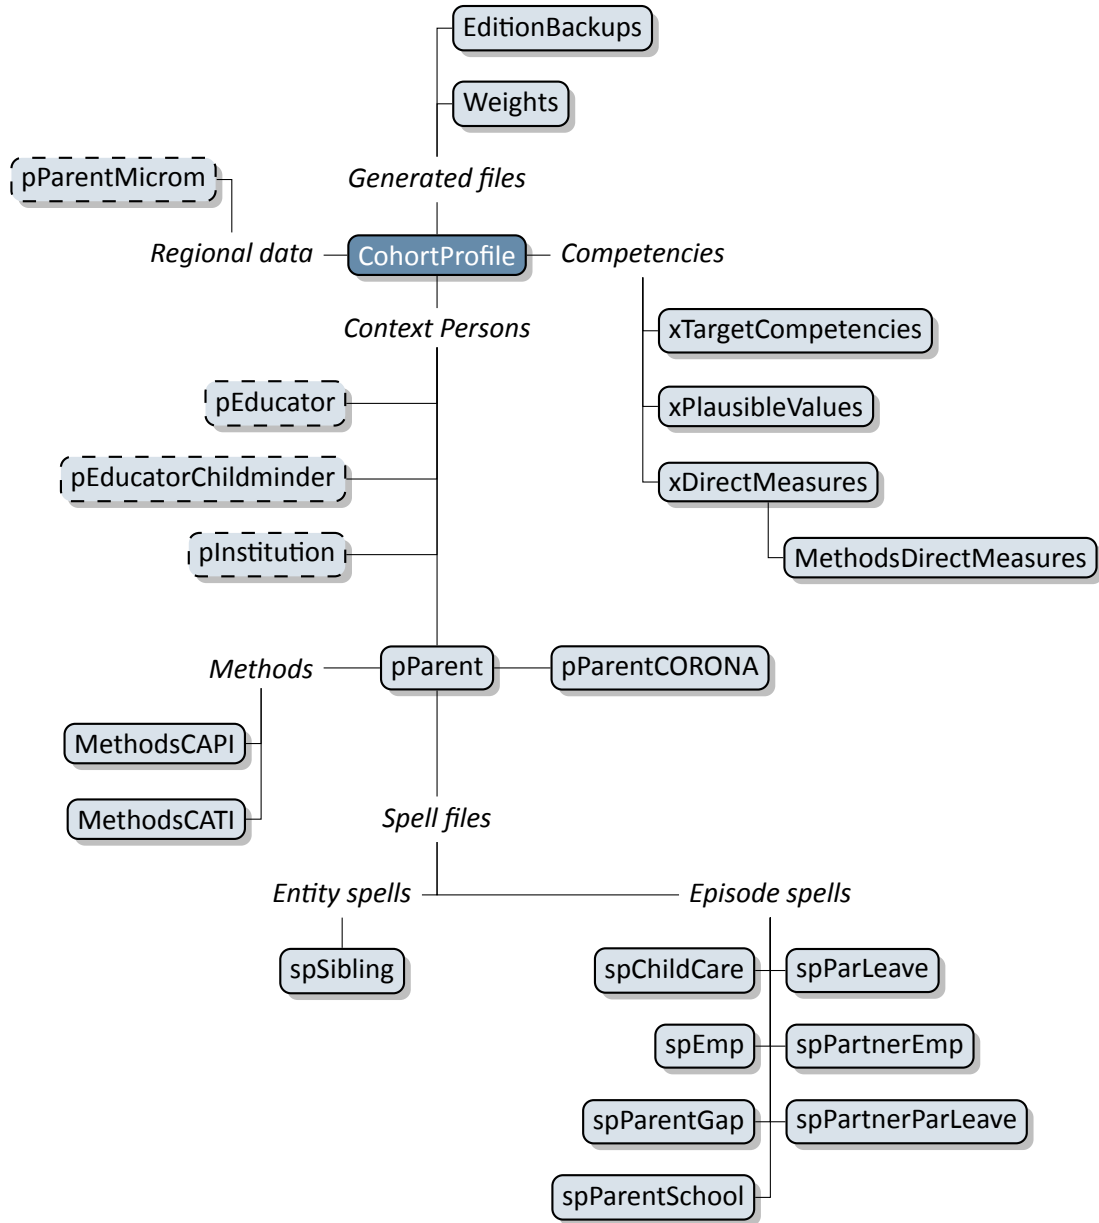 EditionBackups
Weights
pParentMicrom
Generated files
Regional data
CohortProfile
Competencies
Context Persons
xTargetCompetencies
pEducator
xPlausibleValues
pEducatorChildminder
xDirectMeasures
pInstitution
MethodsDirectMeasures
Methods
pParent
pParentCORONA
MethodsCAPI
MethodsCATI
Spell files
Entity spells
Episode spells
spSibling
spChildCare
spParLeave
spEmp
spPartnerEmp
spParentGap
spPartnerParLeave
spParentSchool